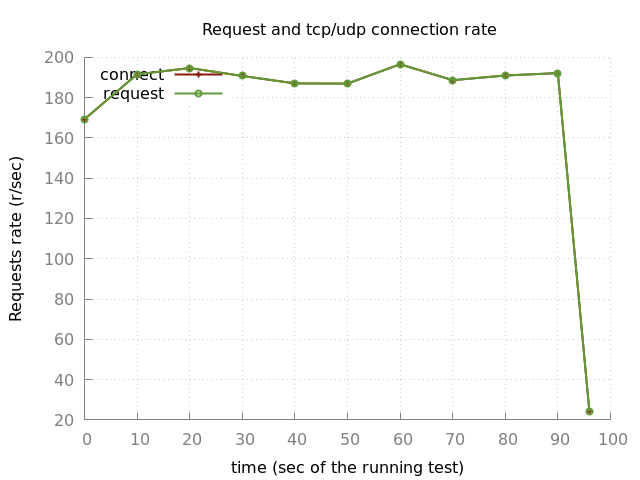 Request and tcp/udp connection rate
200
180
160
140
120
100
80
60
40
20
connect
request
Requests rate (r/sec)
0 10 20 30 40 50 60 70 80 90 100
time (sec of the running test)